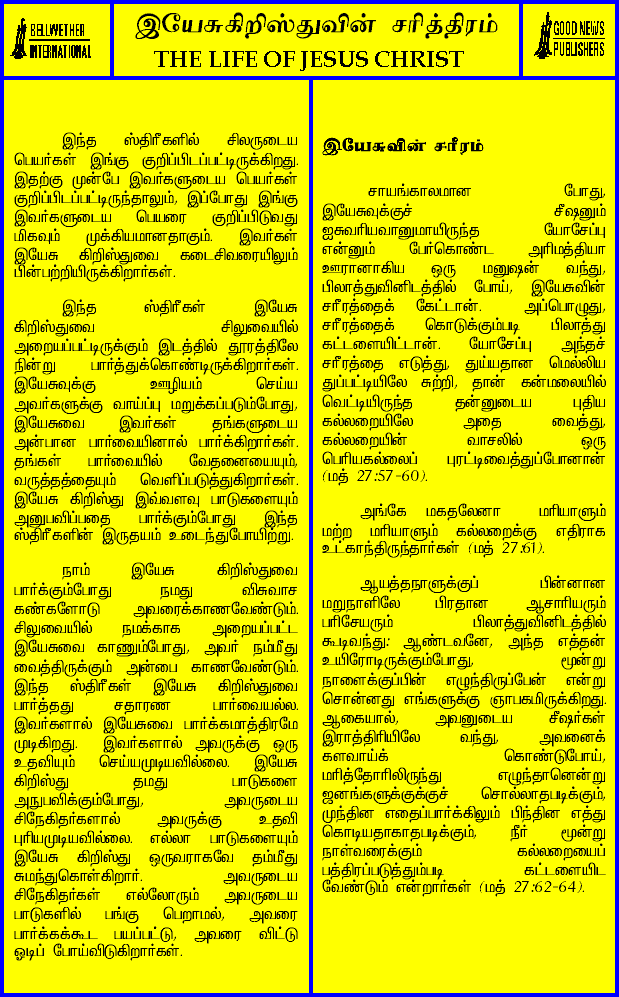 BELLWETHER
INTERNATIONAL
இயேசுகிறிஸ்துவின் சரித்திரம்
THE LIFE OF JESUS CHRIST
GOOD NEWS
PUBLISHERS
இந்த ஸ்திரீகளில் சிலருடைய
பெயர்கள் இங்கு குறிப்பிடப்பட்டிருக்கிறது.
இதற்கு முன்பே இவர்களுடைய பெயர்கள்
குறிப்பிடப்பட்டிருந்தாலும், இப்போது இங்கு
இவர்களுடைய பெயரை குறிப்பிடுவது
மிகவும் முக்கியமானதாகும். இவர்கள்
இயேசு கிறிஸ்துவை கடைசிவரையிலும்
பின்பற்றியிருக்கிறார்கள்.
இந்த ஸ்திரீகள் இயேசு
கிறிஸ்துவை சிலுவையில்
அறையப்பட்டிருக்கும் இடத்தில் தூரத்திலே
நின்று பார்த்துக்கொண்டிருக்கிறார்கள்.
இயேசுவுக்கு ஊழியம் செய்ய
அவர்களுக்கு வாய்ப்பு மறுக்கப்படும்போது,
இயேசுவை இவர்கள் தங்களுடைய
அன்பான பார்வையினால் பார்க்கிறார்கள்.
தங்கள் பார்வையில் வேதனையையும்,
வருத்தத்தையும் வெளிப்படுத்துகிறார்கள்.
இயேசு கிறிஸ்து இவ்வளவு பாடுகளையும்
அனுபவிப்பதை பார்க்கும்போது இந்த
ஸ்திரீகளின் இருதயம் உடைந்துபோயிற்று.
நாம் இயேசு கிறிஸ்துவை
பார்க்கும்போது நமது விசுவாச
கண்களோடு அவரைக்காணவேண்டும்.
சிலுவையில் நமக்காக அறையப்பட்ட
இயேசுவை காணும்போது, அவர் நம்மீது
வைத்திருக்கும் அன்பை காணவேண்டும்.
இந்த ஸ்திரீகள் இயேசு கிறிஸ்துவை
பார்த்தது சதாரண பார்வையல்ல.
இவர்களால் இயேசுவை பார்க்கமாத்திரமே
முடிகிறது. இவர்களால் அவருக்கு ஒரு
உதவியும் செய்யமுடியவில்லை. இயேசு
கிறிஸ்து தமது பாடுகளை
அநுபவிக்கும்போது, அவருடைய
சிநேகிதர்களால் அவருக்கு உதவி
புரியமுடியவில்லை. எல்லா பாடுகளையும்
இயேசு கிறிஸ்து ஒருவராகவே தம்மீது
சுமந்துகொள்கிறார். அவருடைய
சிநேகிதர்கள் எல்லோரும் அவருடைய
பாடுகளில் பங்கு பெறாமல், அவரை
பார்க்கக்கூட பயப்பட்டு, அவரை விட்டு
ஓடிப் போய்விடுகிறார்கள்.
இயேசுவின் சரீரம்
சாயங்காலமான போது,
இயேசுவுக்குச் சீஷனும்
ஐசுவரியவானுமாயிருந்த யோசேப்பு
என்னும் பேர்கொண்ட அரிமத்தியா
ஊரானாகிய ஒரு மனுஷன் வந்து,
பிலாத்துவினிடத்தில் போய், இயேசுவின்
சரீரத்தைக் கேட்டான். அப்பொழுது,
சரீரத்தைக் கொடுக்கும்படி பிலாத்து
கட்டளையிட்டான். யோசேப்பு அந்தச்
சரீரத்தை எடுத்து, துய்யதான மெல்லிய
துப்பட்டியிலே சுற்றி, தான் கன்மலையில்
வெட்டியிருந்த தன்னுடைய புதிய
கல்லறையிலே அதை வைத்து,
கல்லறையின் வாசலில் ஒரு
பெரியகல்லைப் புரட்டிவைத்துப்போனான்
(மத் 27:57-60).
அங்கே மகதலேனா மரியாளும்
மற்ற மரியாளும் கல்லறைக்கு எதிராக
உட்காந்திருந்தார்கள் (மத் 27:61).
ஆயத்தநாளுக்குப் பின்னான
மறுநாளிலே பிரதான ஆசாரியரும்
பரிசேயரும் பிலாத்துவினிடத்தில்
கூடிவந்து: ஆண்டவனே, அந்த எத்தன்
உயிரோடிருக்கும்போது, மூன்று
நாளைக்குப்பின் எழுந்திருப்பேன் என்று
சொன்னது எங்களுக்கு ஞாபகமிருக்கிறது.
ஆகையால், அவனுடைய சீஷர்கள்
இராத்திரியிலே வந்து, அவனைக்
களவாய்க் கொண்டுபோய்,
மரித்தோரிலிருந்து எழுந்தானென்று
ஜனங்களுக்குக்குச் சொல்லாதபடிக்கும்,
முந்தின எதைப்பார்க்கிலும் பிந்தின எத்து
கொடியதாகாதபடிக்கும், நீர் மூன்று
நாள்வரைக்கும் கல்லறையைப்
பத்திரப்படுத்தும்படி கட்டளையிட
வேண்டும் என்றார்கள் (மத் 27:62-64).